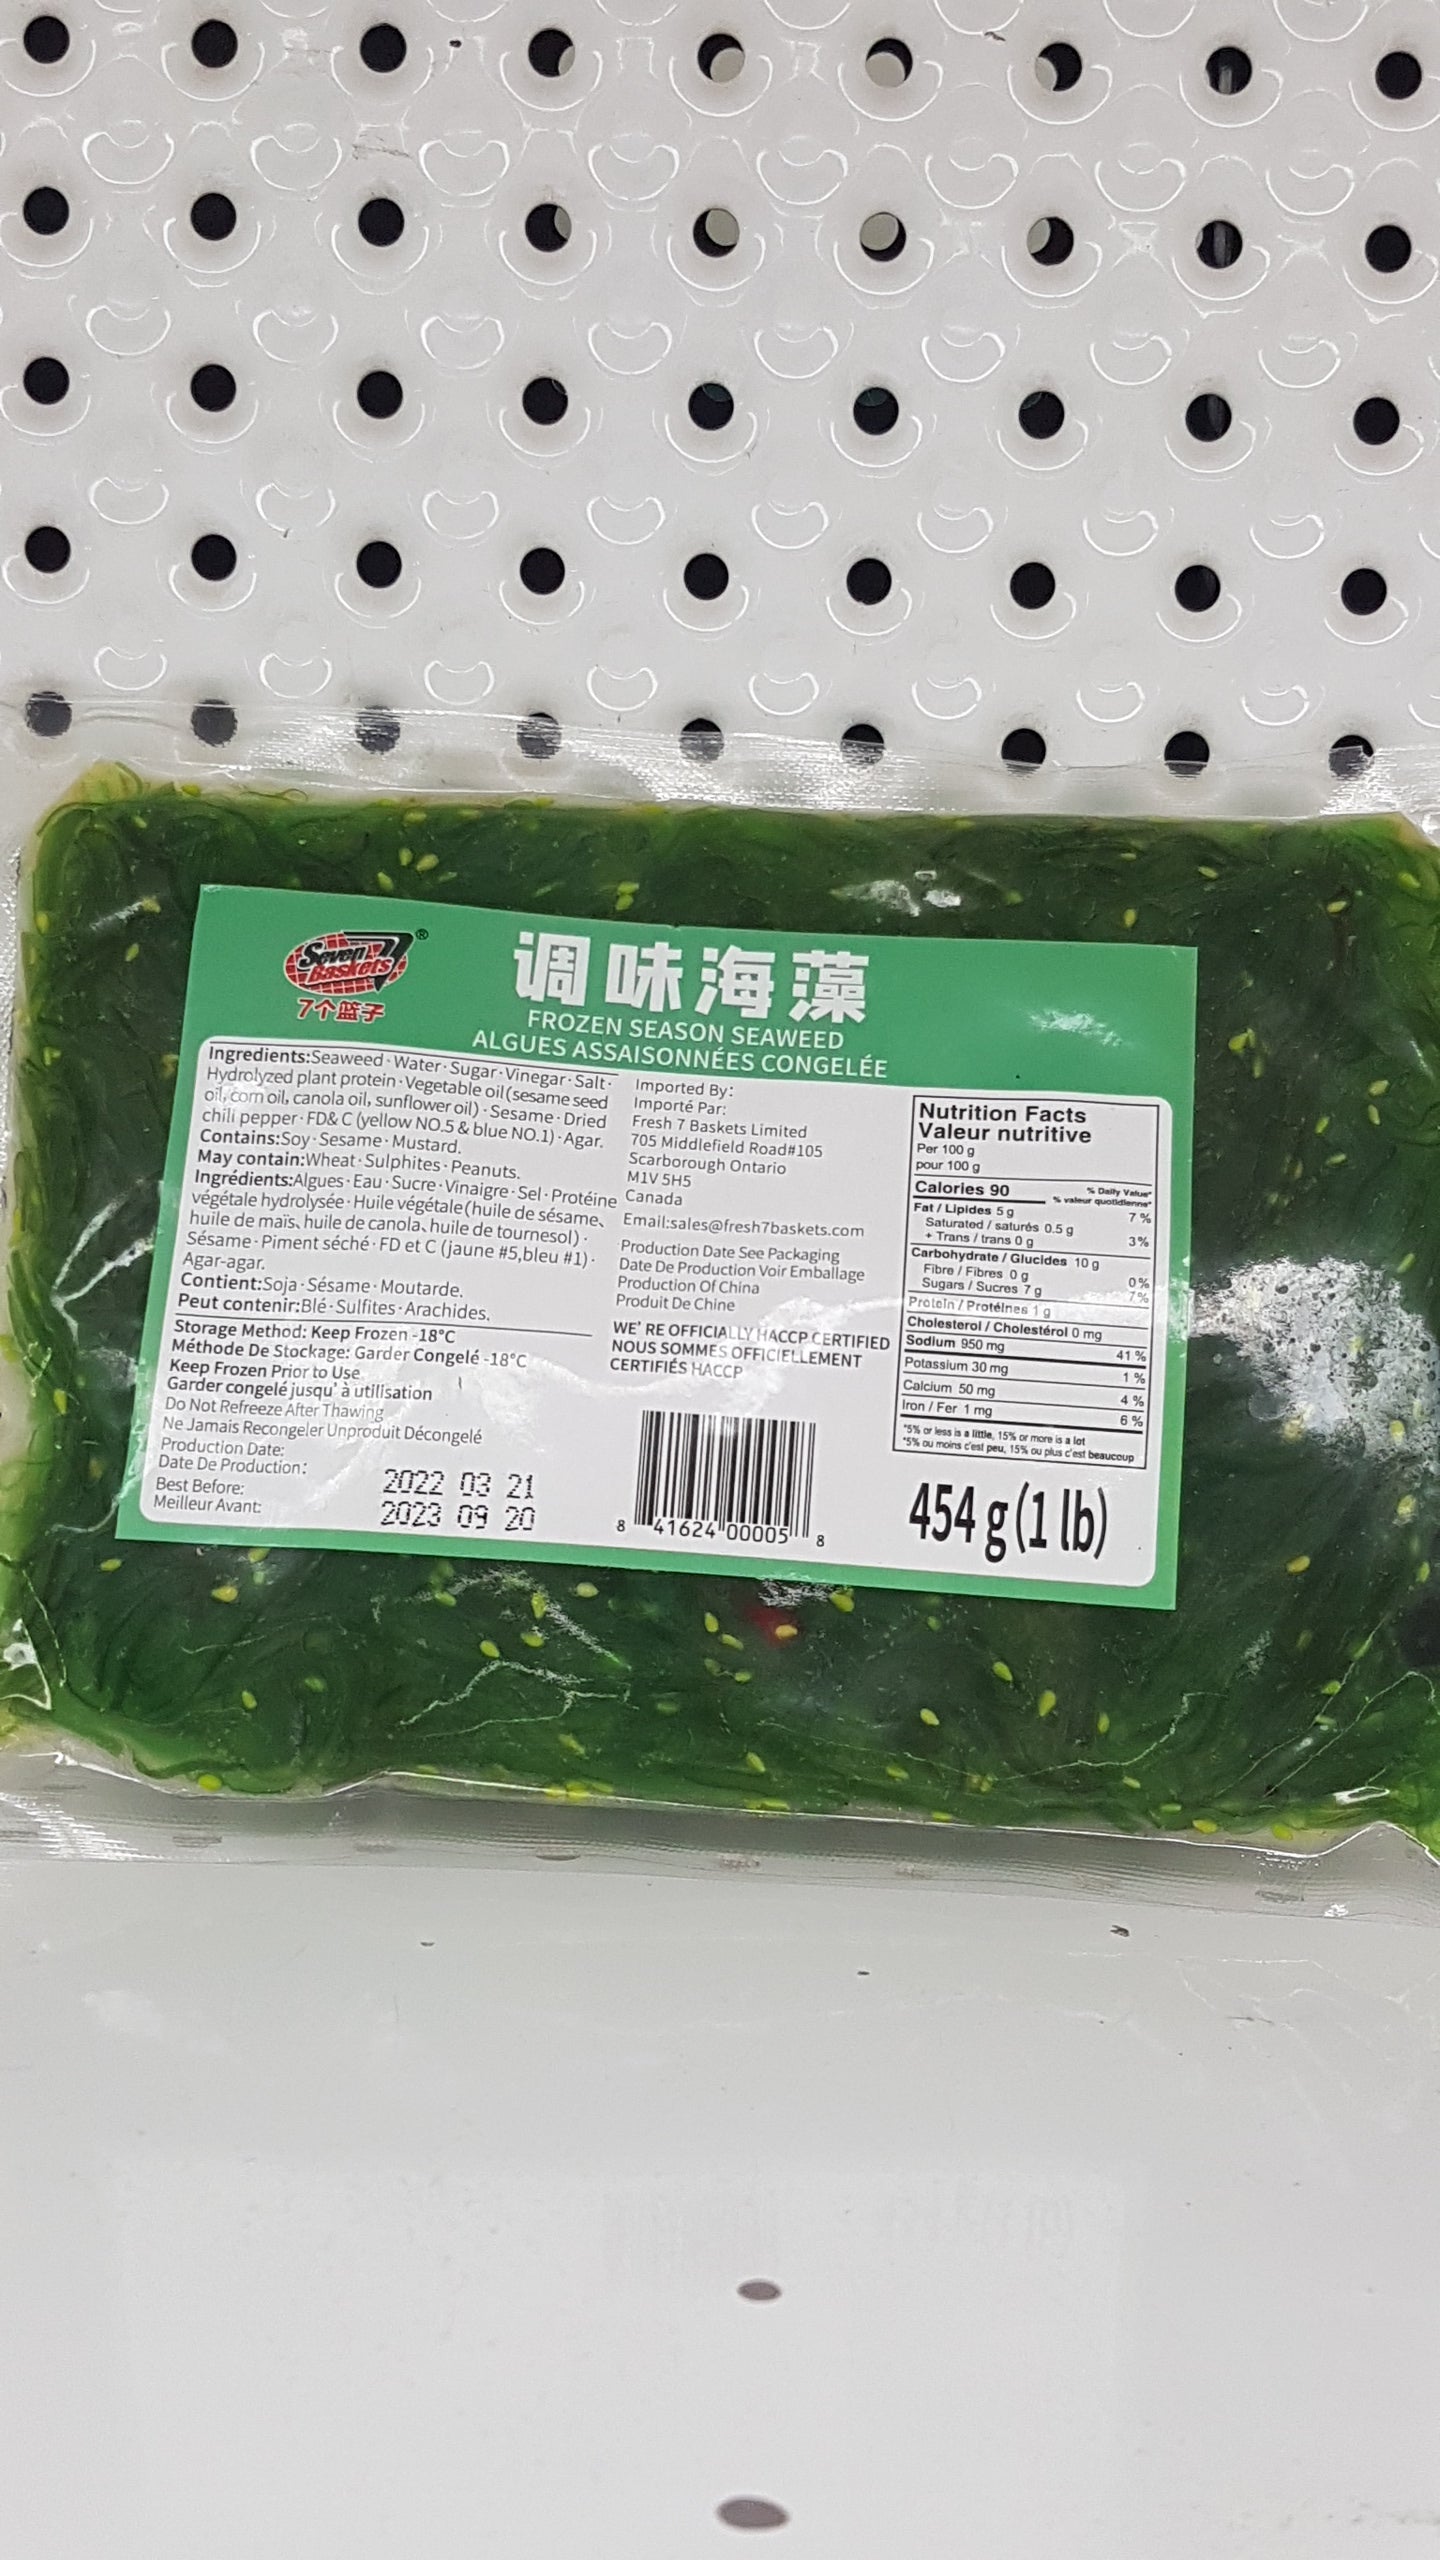 Seven 7
Baskets
®
7个篮子
调味海藻
FROZEN SEASON SEAWEED
ALGUES ASSAISONNÉES CONGELÉE
Ingredients:Seaweed · Water · Sugar · Vinegar · Salt ·
Hydrolyzed plant protein · Vegetable oil(sesame seed
oil, corn oil, canola oil, sunflower oil) · Sesame · Dried
chili pepper · FD& C (yellow NO.5 & blue NO.1) · Agar.
Contains:Soy · Sesame · Mustard.
May contain:Wheat · Sulphites · Peanuts.
Ingrédients:Algues · Eau · Sucre · Vinaigre · Sel · Protéine
végétale hydrolysée · Huile végétale(huile de sésame、
huile de maïs、huile de canola、huile de tournesol) ·
Sésame · Piment séché · FD et C (jaune #5,bleu #1) ·
Agar-agar.
Contient:Soja · Sésame · Moutarde.
Peut contenir:Blé · Sulfites · Arachides.
Storage Method: Keep Frozen -18°C
Méthode De Stockage: Garder Congelé -18°C
Keep Frozen Prior to Use
Garder congelé jusqu' à utilisation
Do Not Refreeze After Thawing
Ne Jamais Recongeler Unproduit Décongelé
Production Date:
De Production: 2022 03 21
Best Before:
Meilleur Avant: 2023 09 20
Imported By:
Importé Par:
Fresh 7 Baskets Limited
705 Middlefield Road#105
Scarborough Ontario
M1V 5H5
Canada
Email:sales@fresh7baskets.com
Production Date See Packaging
Date De Production Voir Emballage
Production Of China
Produit De Chine
WE' RE OFFICIALLY HACCP CERTIFIED
NOUS SOMMES OFFICIELLEMENT
CERTIFIÉS HACCP
8 41624 00005 8
Nutrition Facts
Valeur nutritive
Per 100 g
pour 100 g
Calories 90
% Daily Value*
% valeur quotidienne*
Fat / Lipides 5 g 7 %
Saturated / saturés 0.5 g
+ Trans / trans 0 g 3%
Carbohydrate / Glucides 10 g
Fibre / Fibres 0 g 0%
Sugars / Sucres 7 g 7%
Protein / Protéines 1 g
Cholesterol / Cholestérol 0 mg
Sodium 950 mg 41 %
Potassium 30 mg 1 %
Calcium 50 mg 4 %
Iron / Fer 1 mg 6 %
*5% or less is a little, 15% or more is a lot
*5% ou moins c'est peu, 15% ou plus c'est beaucoup
454 g (1 lb)